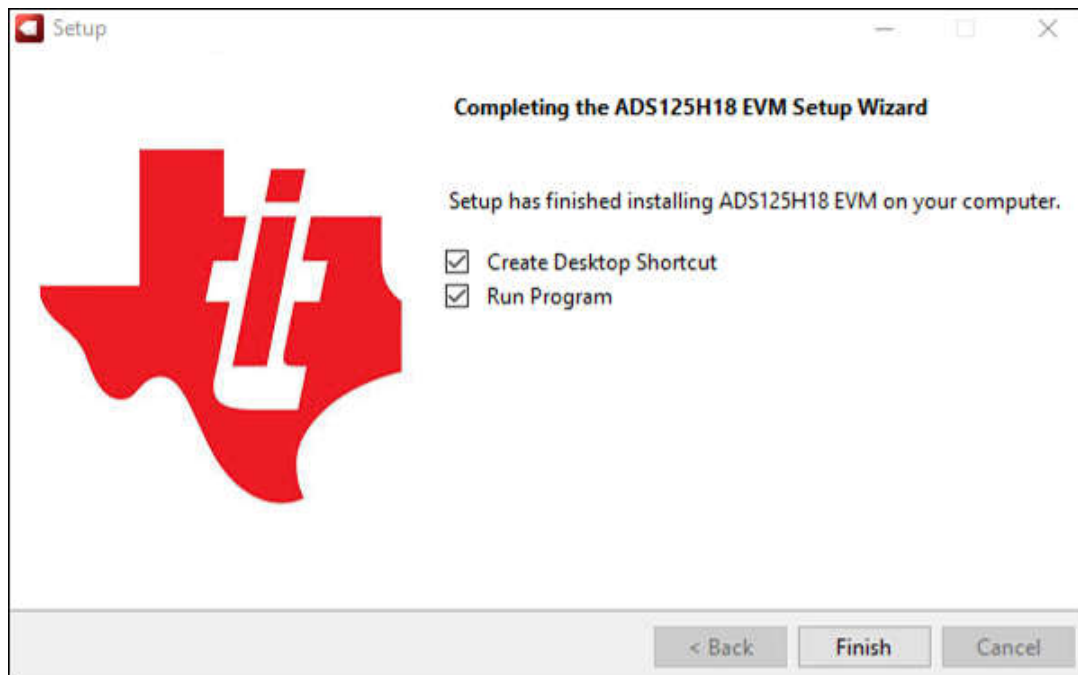 Setup
Completing the ADS125H18 EVM Setup Wizard
Setup has finished installing ADS125H18 EVM on your computer.
Create Desktop Shortcut
Run Program
< Back Finish Cancel